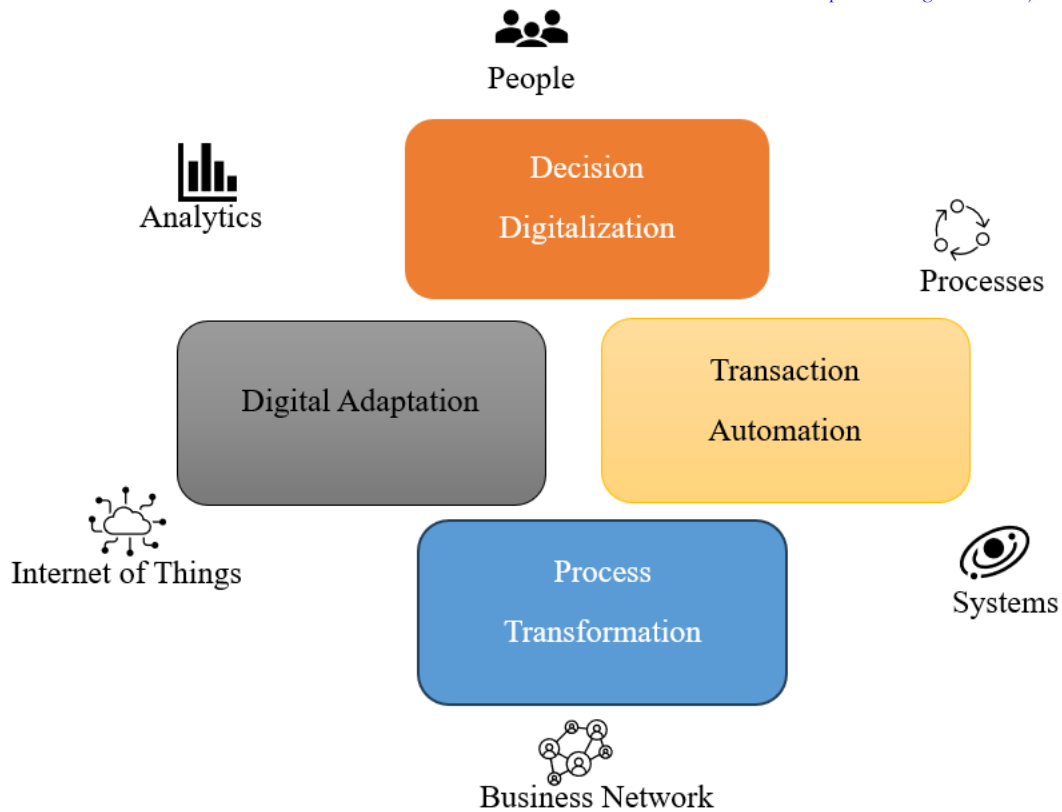 People
Decision
Digitalization
Analytics
Processes
Transaction
Automation
Digital Adaptation
Process
Transformation
Internet of Things
Systems
Business Network